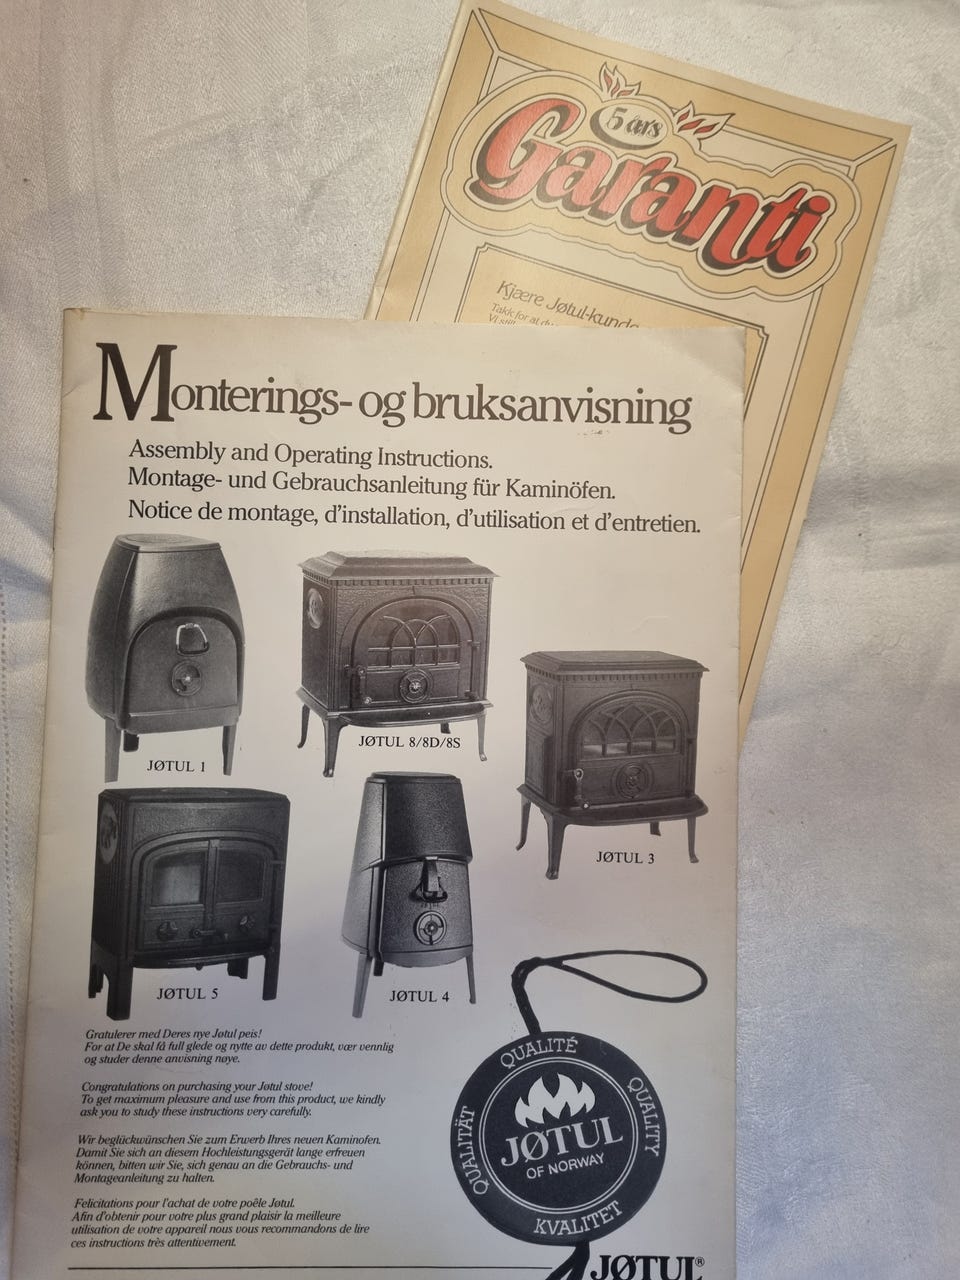 5 års
Garanti
Kjære Jøtul-kunde
Takk for at du
Vi still
Monterings- og bruksanvisning
Assembly and Operating Instructions.
Montage- und Gebrauchsanleitung für Kaminöfen.
Notice de montage, d'installation, d'utilisation et d'entretien.
JØTUL 1
JØTUL 8/8D/8S
JØTUL 3
JØTUL 5
JØTUL 4
Gratulerer med Deres nye Jøtul peis!
For at De skal få full glede og nytte av dette produkt, vær vennlig
og studer denne anvisning nøye.
Congratulations on purchasing your Jøtul stove!
To get maximum pleasure and use from this product, we kindly
ask you to study these instructions very carefully.
Wir beglückwünschen Sie zum Erwerb Ihres neuen Kaminofen.
Damit Sie sich an diesem Hochleistungsgerät lange erfreuen
können, bitten wir Sie, sich genau an die Gebrauchs- und
Montageanleitung zu halten.
Felicitations pour l'achat de votre poêle Jøtul.
Afin d'obtenir pour votre plus grand plaisir la meilleure
utilisation de votre appareil nous vous recommandons de lire
ces instructions très attentivement.
QUALITÉ
QUALITY
QUALITÄT
JØTUL
OF NORWAY
KVALITET
JØTUL®